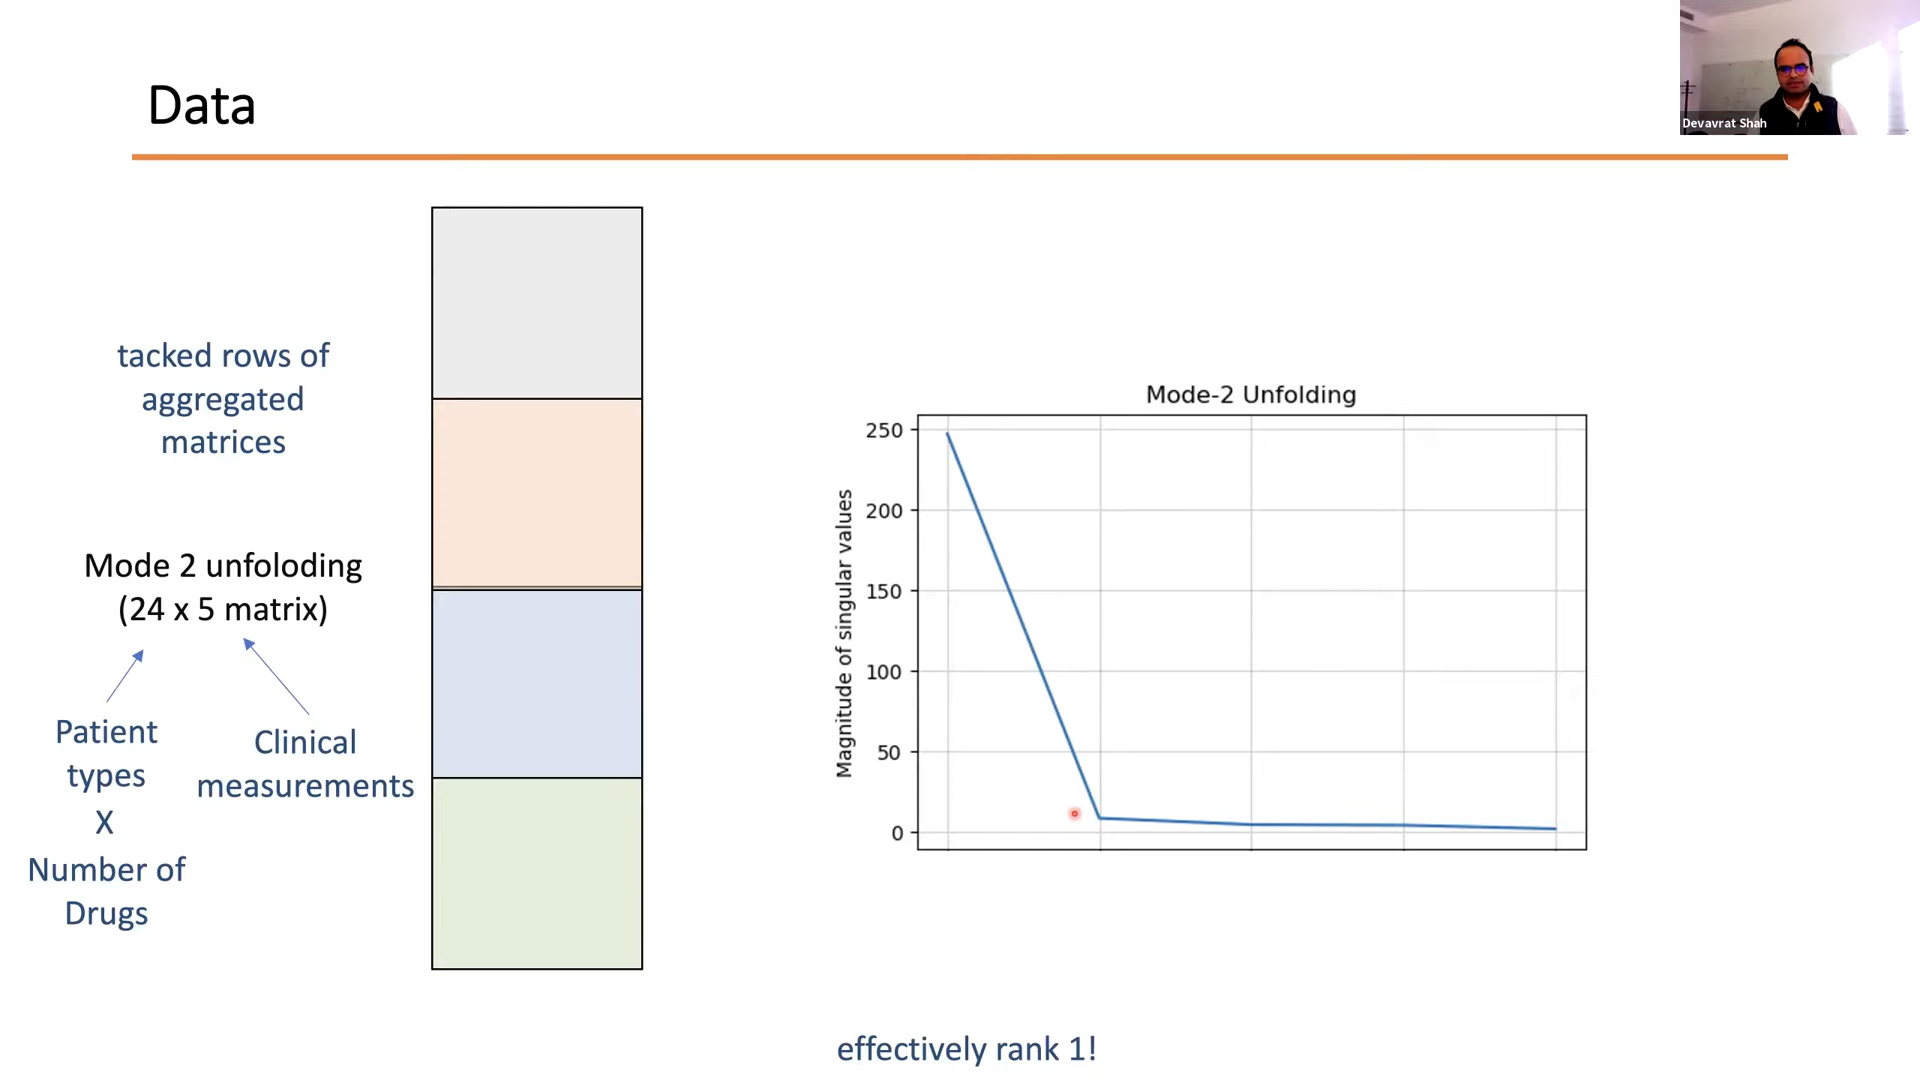 Data
Devavrat Shah
tacked rows of
aggregated
matrices
Mode 2 unfoloding
(24 x 5 matrix)
Patient
types
X
Number of
Drugs
Clinical
measurements
Mode-2 Unfolding
Magnitude of singular values
250
200
150
100
50
0
effectively rank 1!